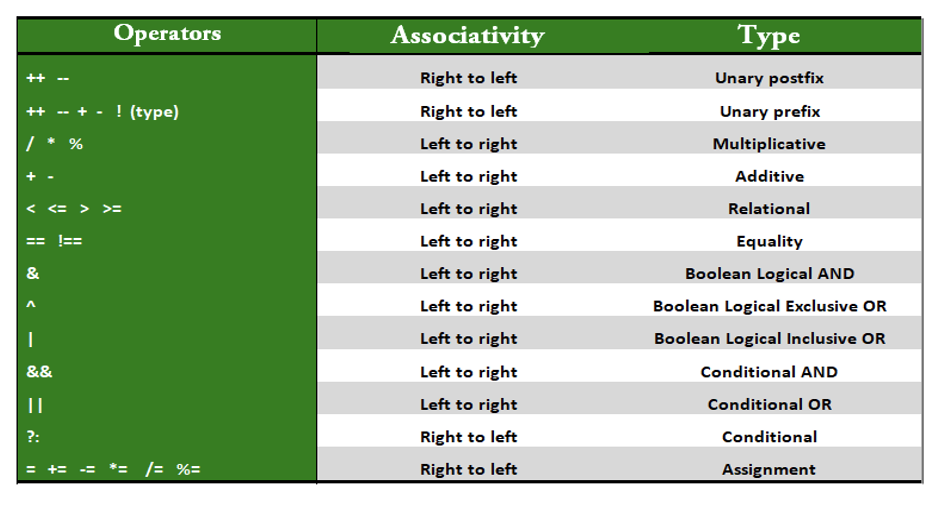 Operators Associativity Type
++ -- Right to left Unary postfix
++ -- + - ! (type) Right to left Unary prefix
/ * % Left to right Multiplicative
+ - Left to right Additive
< <= > >= Left to right Relational
== !== Left to right Equality
& Left to right Boolean Logical AND
^ Left to right Boolean Logical Exclusive OR
| Left to right Boolean Logical Inclusive OR
&& Left to right Conditional AND
|| Left to right Conditional OR
?: Right to left Conditional
= += -= *= /= %= Right to left Assignment